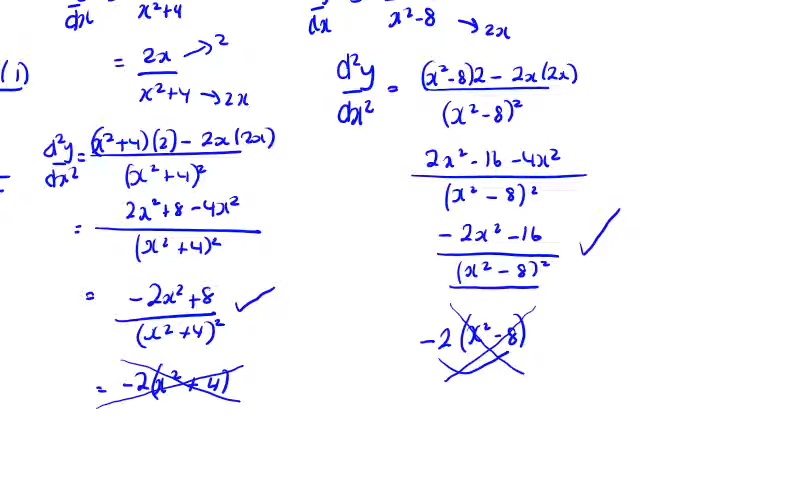 dx x²+4
= 2x → 2
x²+4 → 2x
(1)
d²y/dx² = (x²+4)(2) - 2x(2x) / (x²+4)²
= 2x²+8-4x² / (x²+4)²
= -2x²+8 / (x²+4)² ✓
= -2(x²+4)
dx x²-8 → 2x
d²y/dx² = (x²-8)2 - 2x(2x) / (x²-8)²
2x²-16-4x² / (x²-8)²
-2x²-16 / (x²-8)² ✓
-2(x²-8)